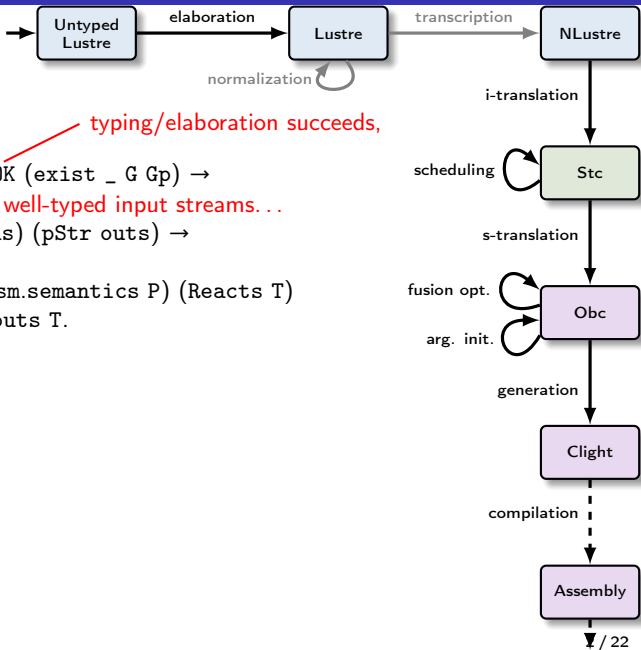 Untyped
Lustre
elaboration
Lustre
transcription
NLustre
normalization
i-translation
typing/elaboration succeeds,
OK (exist _ G Gp) →
well-typed input streams...
s) (pStr outs) →
sm.semantics P) (Reacts T)
outs T.
scheduling
Stc
s-translation
fusion opt.
Obc
arg. init.
generation
Clight
compilation
Assembly
/ 22